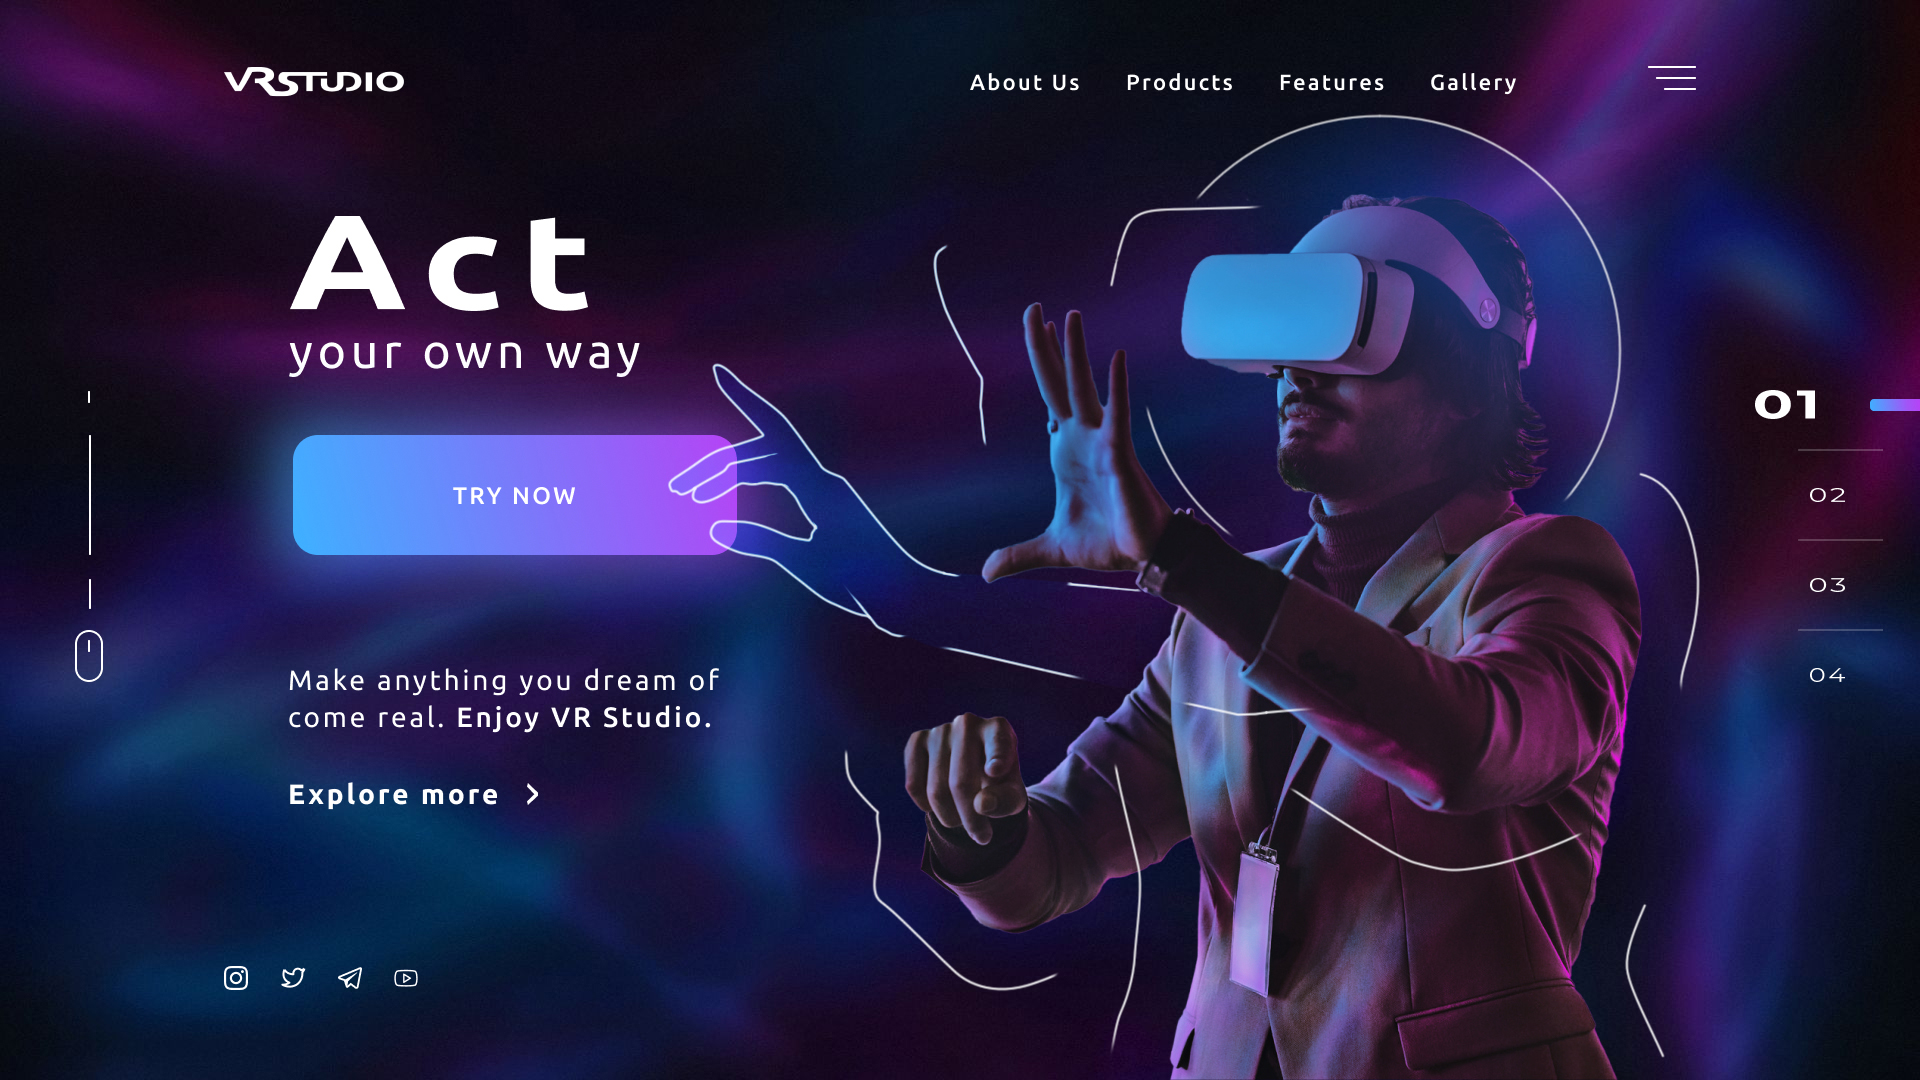 VRSTUDIO
About Us
Products
Features
Gallery
Act
your own way
TRY NOW
Make anything you dream of
come real. Enjoy VR Studio.
Explore more
01
02
03
04